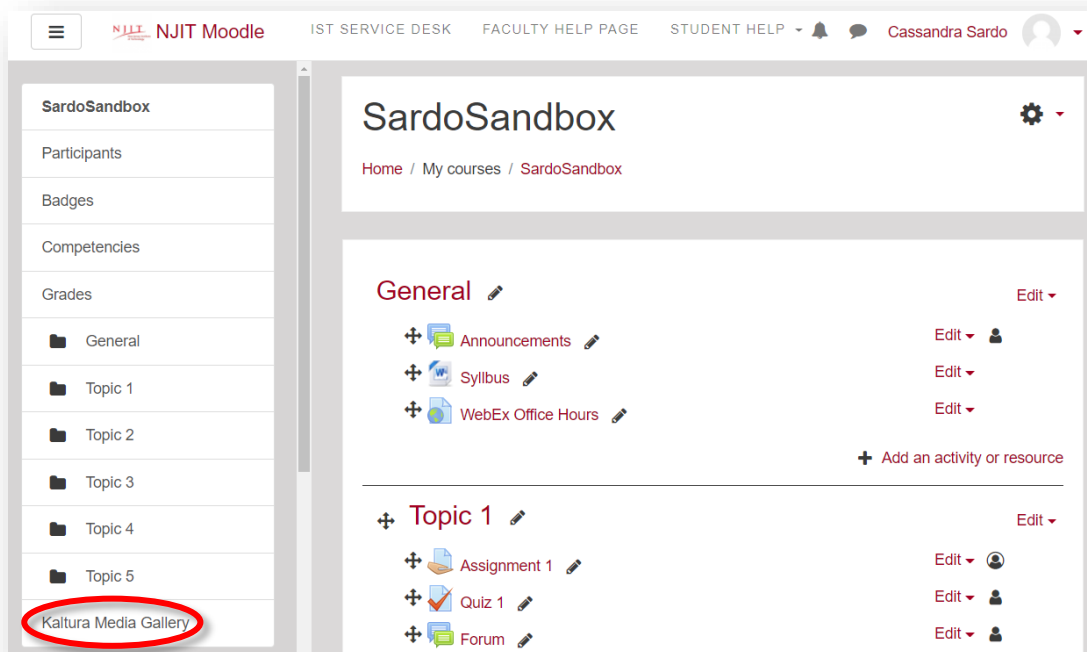 NJIT NJIT Moodle IST SERVICE DESK FACULTY HELP PAGE STUDENT HELP Cassandra Sardo
SardoSandbox
Participants
Badges
Competencies
Grades
General
Topic 1
Topic 2
Topic 3
Topic 4
Topic 5
Kaltura Media Gallery
SardoSandbox
Home / My courses / SardoSandbox
General Edit
Announcements Edit
Syllbus Edit
WebEx Office Hours Edit
Add an activity or resource
Topic 1 Edit
Assignment 1 Edit
Quiz 1 Edit
Forum Edit